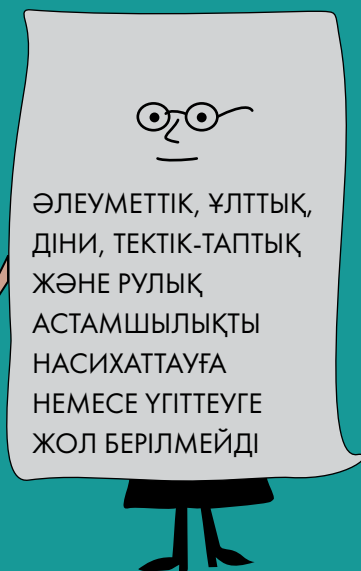 ӘЛЕУМЕТТІК, ҰЛТТЫҚ,
ДІНИ, ТЕКТІК-ТАПТЫҚ
ЖӘНЕ РУЛЫҚ
АСТАМШЫЛЫҚТЫ
НАСИХАТТАУҒА
НЕМЕСЕ ҮГІТТЕУГЕ
ЖОЛ БЕРІЛМЕЙДІ